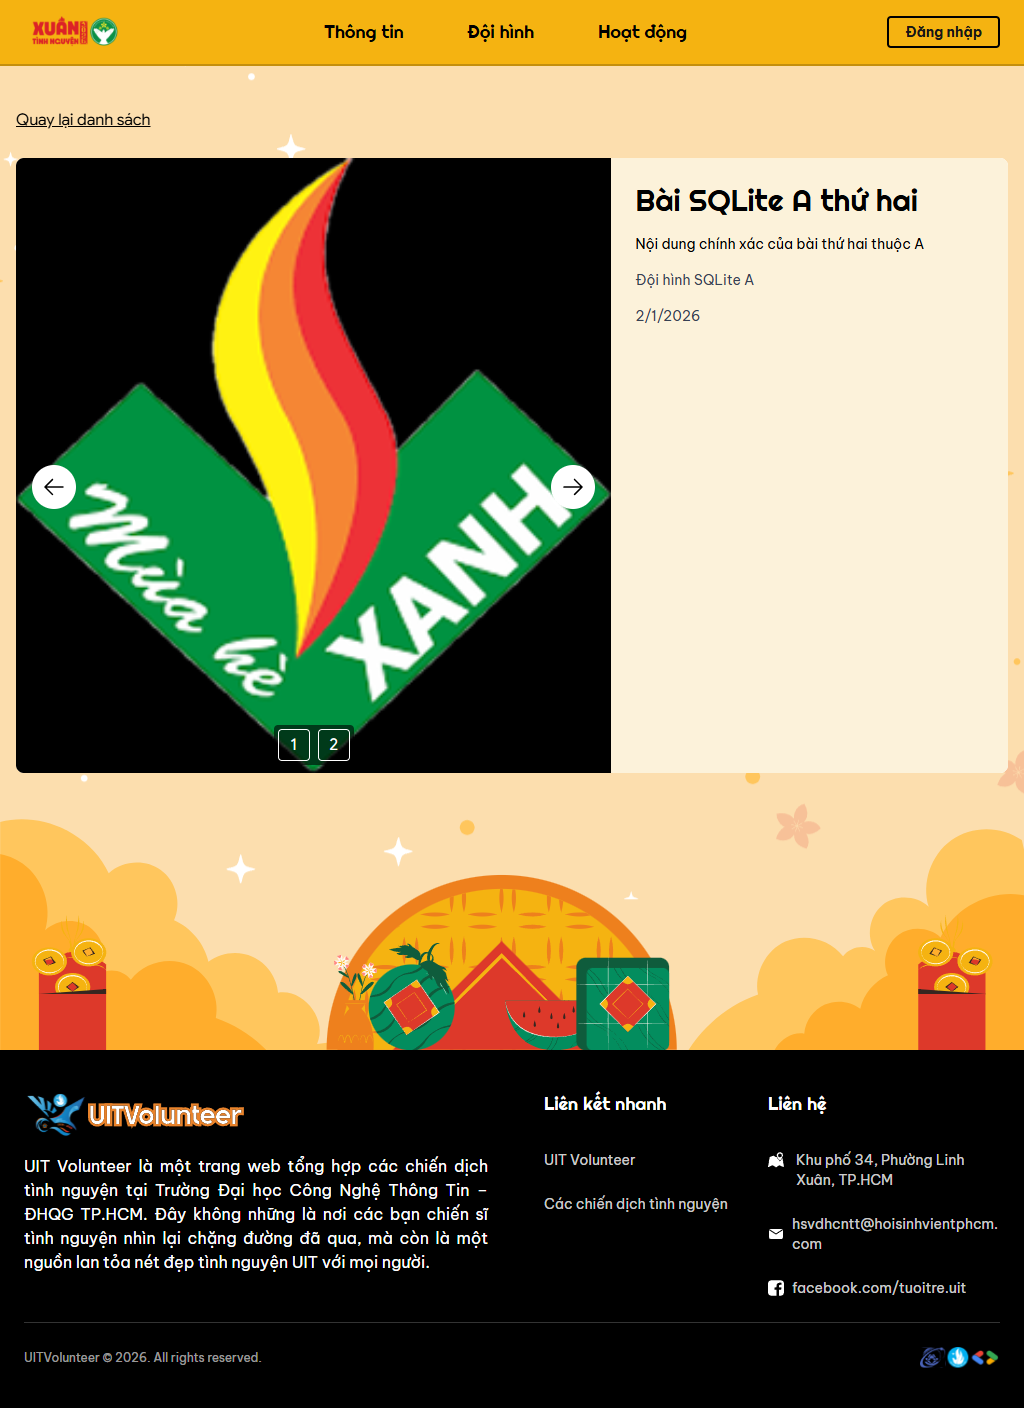 XUÂN
TÌNH NGUYỆN
Thông tin
Đội hình
Hoạt động
Đăng nhập
Quay lại danh sách
Mùa hè
XANH
1 2
Bài SQLite A thứ hai
Nội dung chính xác của bài thứ hai thuộc A
Đội hình SQLite A
2/1/2026
UITVolunteer
UIT Volunteer là một trang web tổng hợp các chiến dịch
tình nguyện tại Trường Đại học Công Nghệ Thông Tin –
ĐHQG TP.HCM. Đây không những là nơi các bạn chiến sĩ
tình nguyện nhìn lại chặng đường đã qua, mà còn là một
nguồn lan tỏa nét đẹp tình nguyện UIT với mọi người.
Liên kết nhanh
UIT Volunteer
Các chiến dịch tình nguyện
Liên hệ
Khu phố 34, Phường Linh
Xuân, TP.HCM
hsvdhcntt@hoisinhvientphcm.
com
facebook.com/tuoitre.uit
UITVolunteer © 2026. All rights reserved.